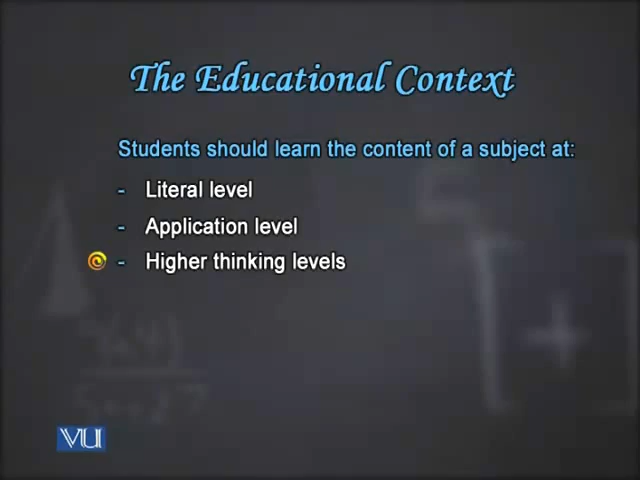 The Educational Context
Students should learn the content of a subject at:
- Literal level
- Application level
- Higher thinking levels
VU